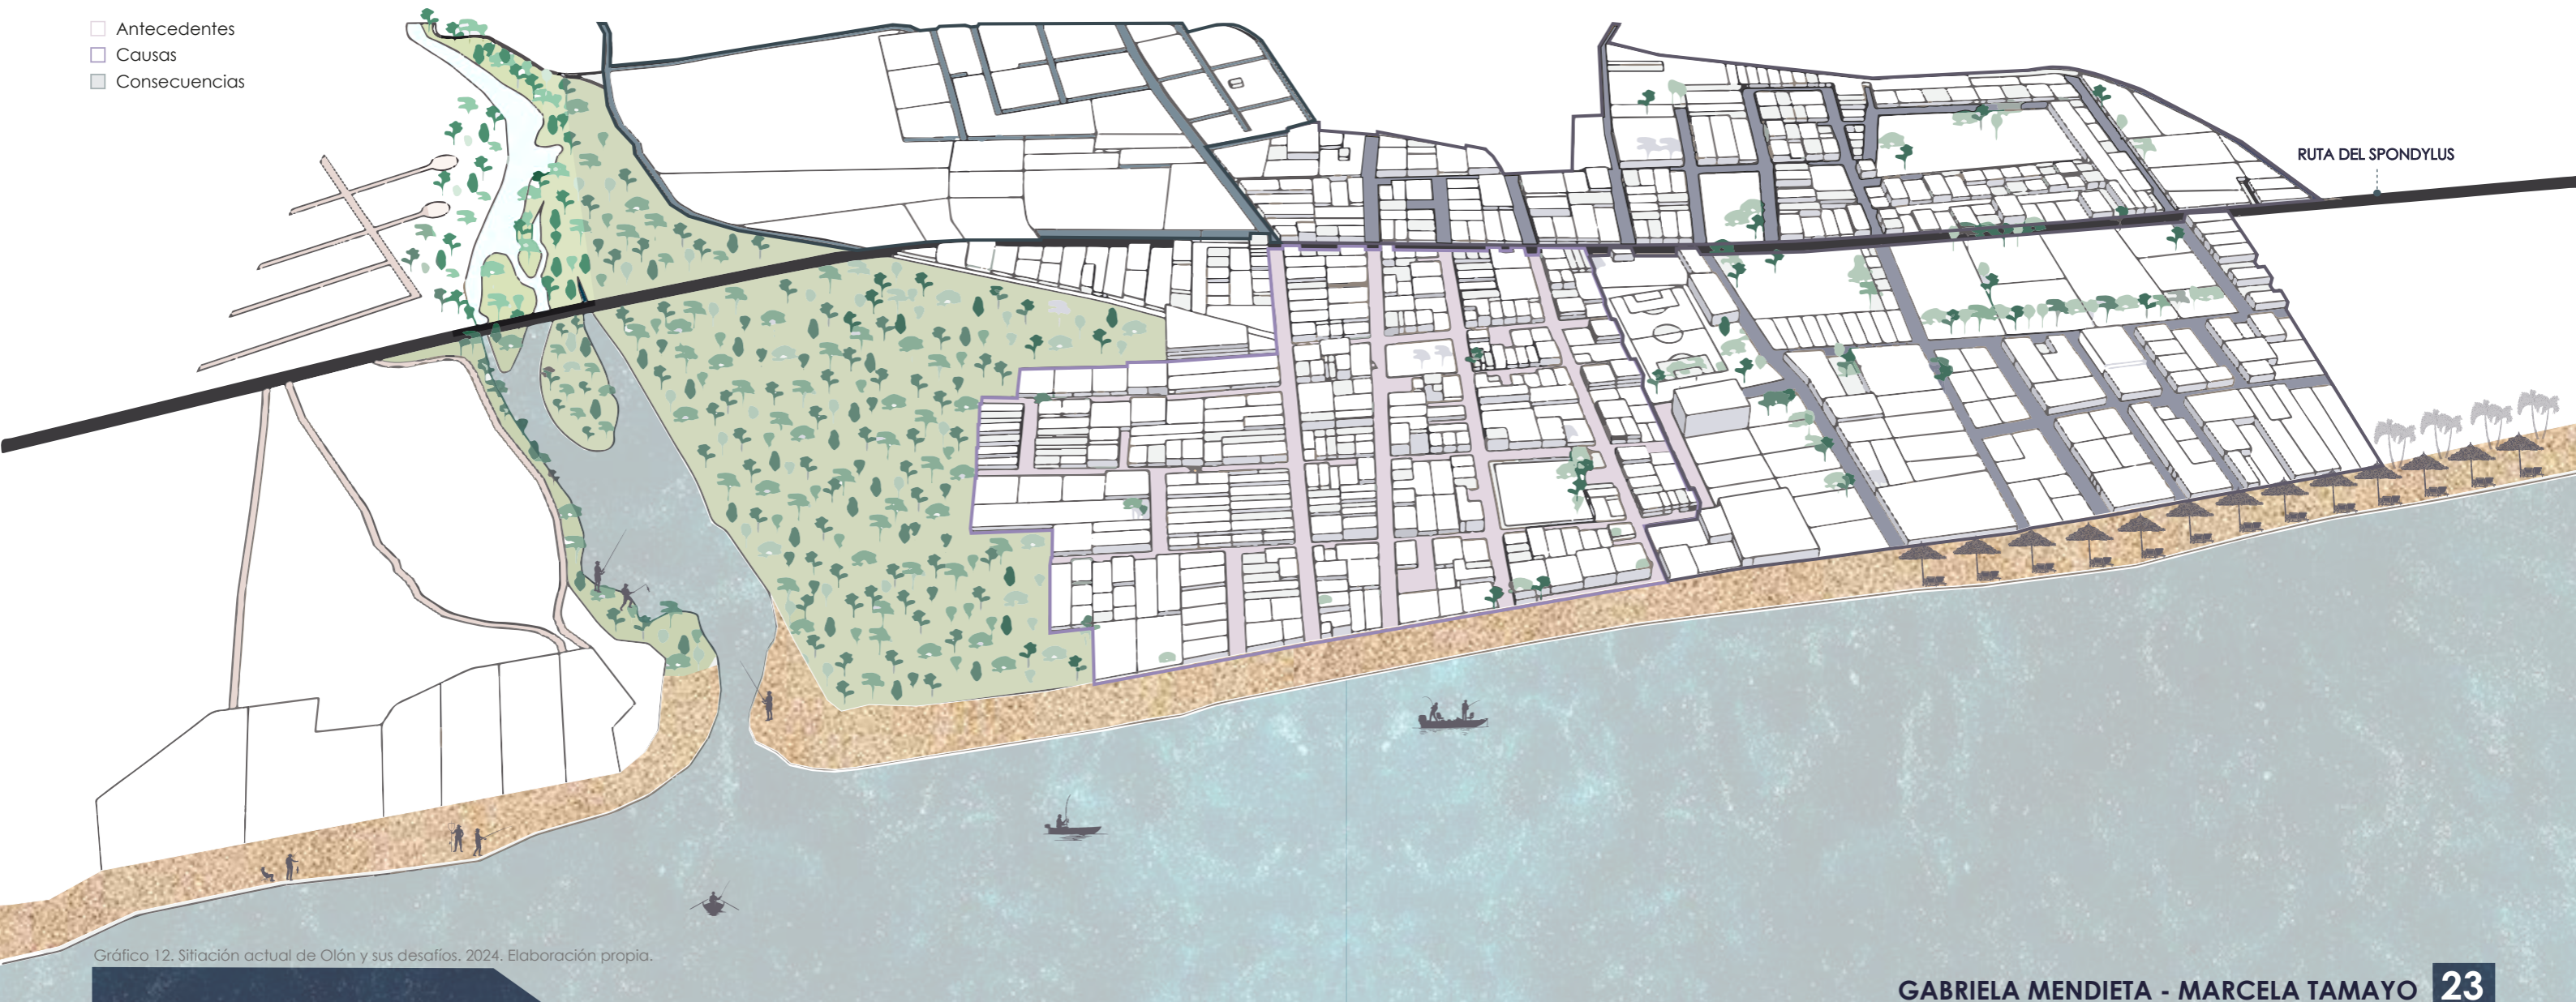 Antecedentes
Causas
Consecuencias
RUTA DEL SPONDYLUS
Gráfico 12. Sitiación actual de Olón y sus desafíos. 2024. Elaboración propia.
GABRIELA MENDIETA - MARCELA TAMAYO 23